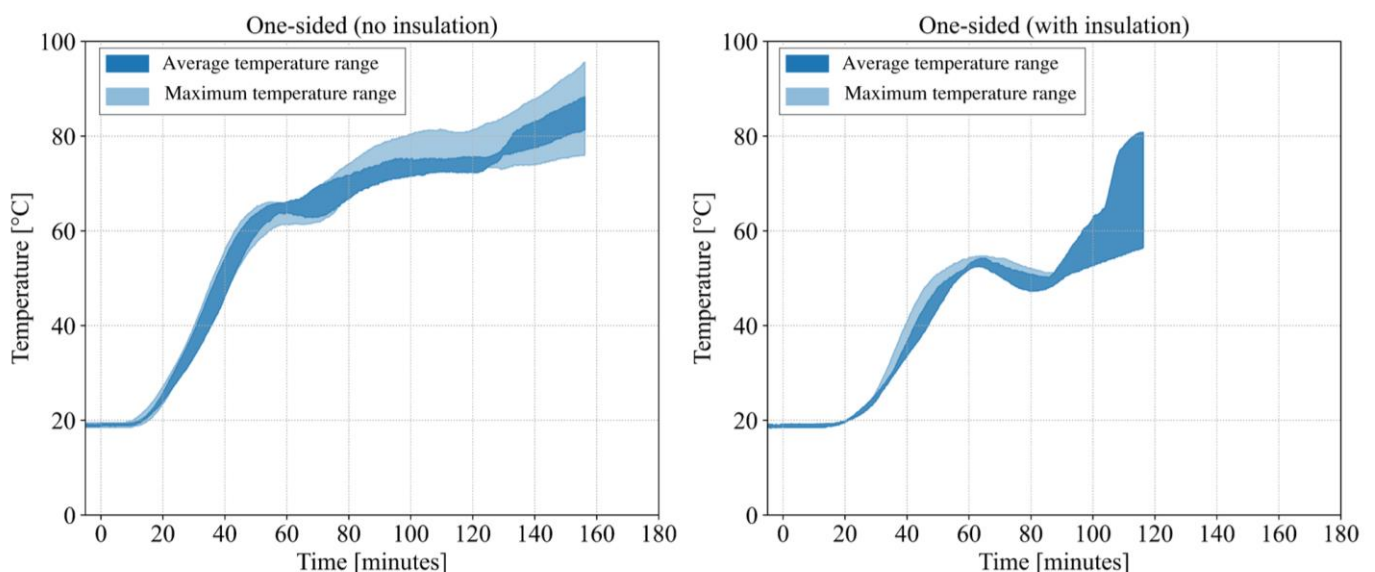 One-sided (no insulation)
100
80
60
40
20
0
Temperature [°C]
Average temperature range
Maximum temperature range
0 20 40 60 80 100 120 140 160 180
Time [minutes]
One-sided (with insulation)
100
80
60
40
20
0
Temperature [°C]
Average temperature range
Maximum temperature range
0 20 40 60 80 100 120 140 160 180
Time [minutes]